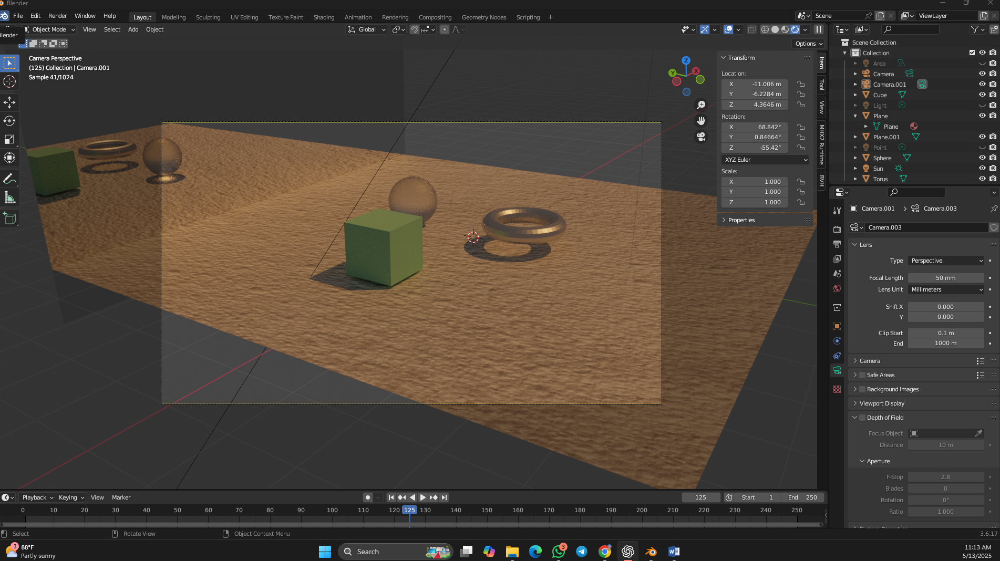 Blender
File Edit Render Window Help Layout Modeling Sculpting UV Editing Texture Paint Shading Animation Rendering Compositing Geometry Nodes Scripting + Scene ViewLayer
Object Mode View Select Add Object Global
lender
Options
Camera Perspective
(125) Collection | Camera.001
Sample 41/1024
Z
Y
X
Transform
Location:
X -11.006 m
Y -6.2284 m
Z 4.3646 m
Rotation:
X 68.842°
Y 0.84664°
Z -55.42°
XYZ Euler
Scale:
X 1.000
Y 1.000
Z 1.000
Properties
Item
Tool
View
MHX2 Runtime
BVH
Scene Collection
Collection
Area
Camera
Camera.001
Cube
Light
Plane
Plane
Plane.001
Point
Sphere
Sun
Torus
Camera.001 Camera.003
Camera.003
Lens
Type Perspective
Focal Length 50 mm
Lens Unit Millimeters
Shift X 0.000
Y 0.000
Clip Start 0.1 m
End 1000 m
Camera
Safe Areas
Background Images
Viewport Display
Depth of Field
Focus Object
Distance 10 m
Aperture
F-Stop 2.8
Blades 0
Rotation 0°
Ratio 1.000
Playback Keying View Marker 125 Start 1 End 250
0 10 20 30 40 50 60 70 80 90 100 110 120 125 130 140 150 160 170 180 190 200 210 220 230 240 250
Select Rotate View Object Context Menu 3.6.17
3 88°F
Partly sunny
Search
3
11:13 AM
5/13/2025